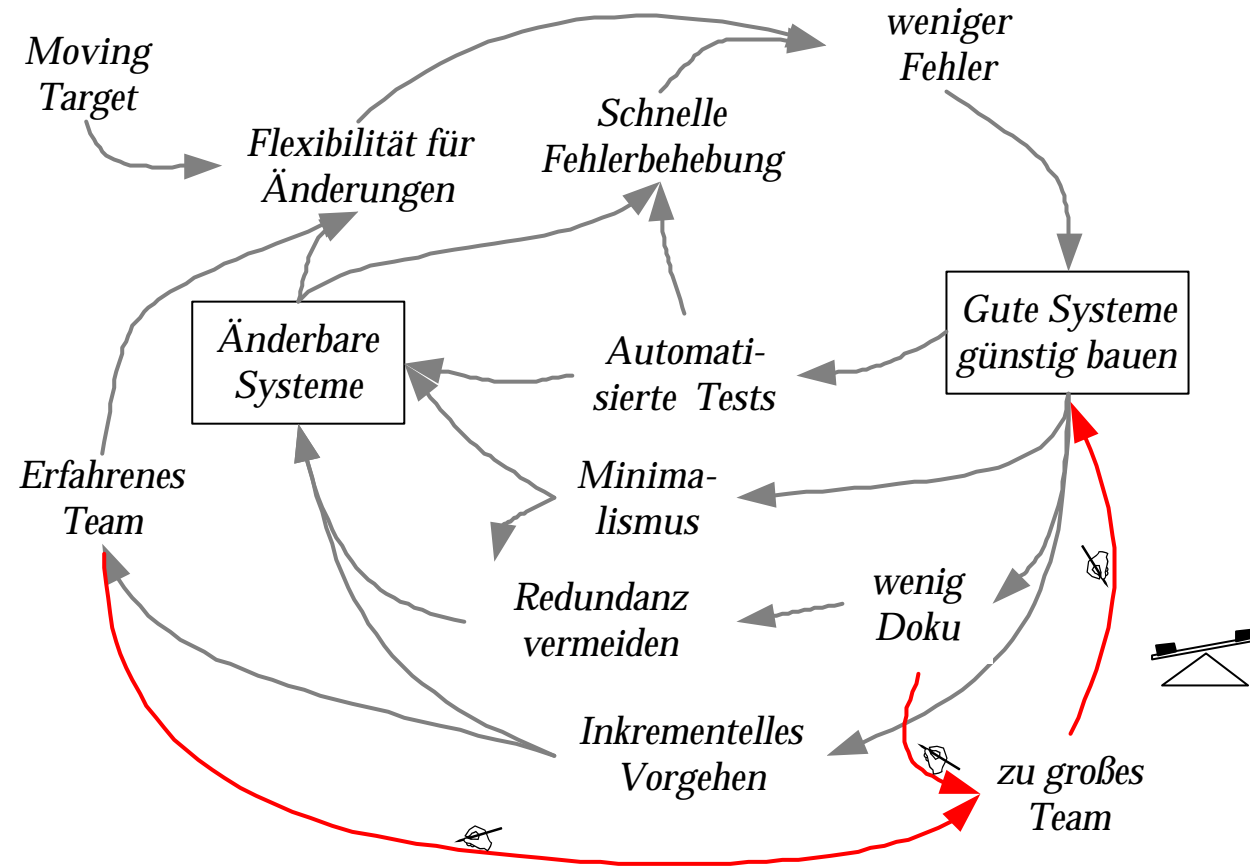 Moving
Target
weniger
Fehler
Flexibilität für
Änderungen
Schnelle
Fehlerbehebung
Änderbare
Systeme
Automati-
sierte Tests
Gute Systeme
günstig bauen
Erfahrenes
Team
Minima-
lismus
Redundanz
vermeiden
wenig
Doku
Inkrementelles
Vorgehen
zu großes
Team